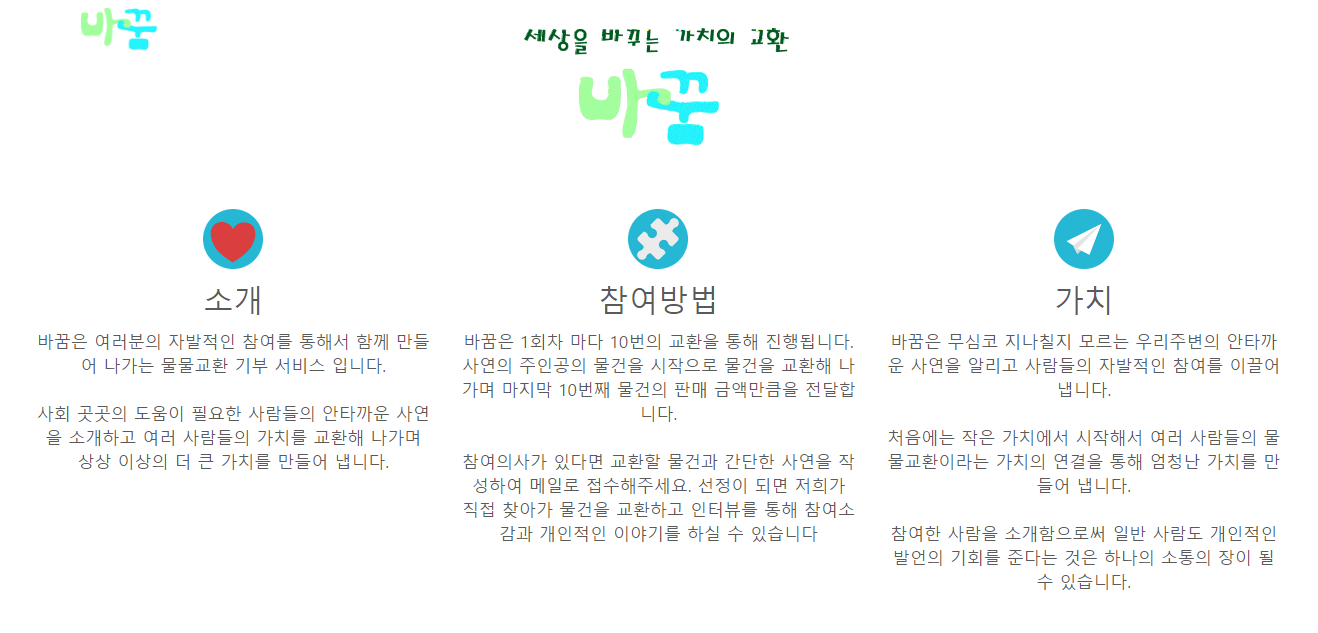 바꿈
세상을 바꾸는 가치의 교환
바꿈
소개
바꿈은 여러분의 자발적인 참여를 통해서 함께 만들
어 나가는 물물교환 기부 서비스 입니다.
사회 곳곳의 도움이 필요한 사람들의 안타까운 사연
을 소개하고 여러 사람들의 가치를 교환해 나가며
상상 이상의 더 큰 가치를 만들어 냅니다.
참여방법
바꿈은 1회차 마다 10번의 교환을 통해 진행됩니다.
사연의 주인공의 물건을 시작으로 물건을 교환해 나
가며 마지막 10번째 물건의 판매 금액만큼을 전달합
니다.
참여의사가 있다면 교환할 물건과 간단한 사연을 작
성하여 메일로 접수해주세요. 선정이 되면 저희가
직접 찾아가 물건을 교환하고 인터뷰를 통해 참여소
감과 개인적인 이야기를 하실 수 있습니다
가치
바꿈은 무심코 지나칠지 모르는 우리주변의 안타까
운 사연을 알리고 사람들의 자발적인 참여를 이끌어
냅니다.
처음에는 작은 가치에서 시작해서 여러 사람들의 물
물교환이라는 가치의 연결을 통해 엄청난 가치를 만
들어 냅니다.
참여한 사람을 소개함으로써 일반 사람도 개인적인
발언의 기회를 준다는 것은 하나의 소통의 장이 될
수 있습니다.